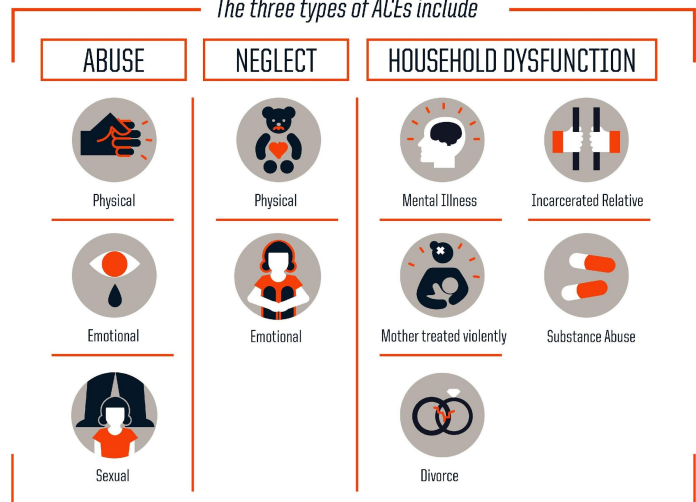 The three types of ACEs include
ABUSE
NEGLECT
HOUSEHOLD DYSFUNCTION
Physical
Physical
Mental Illness
Incarcerated Relative
Emotional
Emotional
Mother treated violently
Substance Abuse
Sexual
Divorce